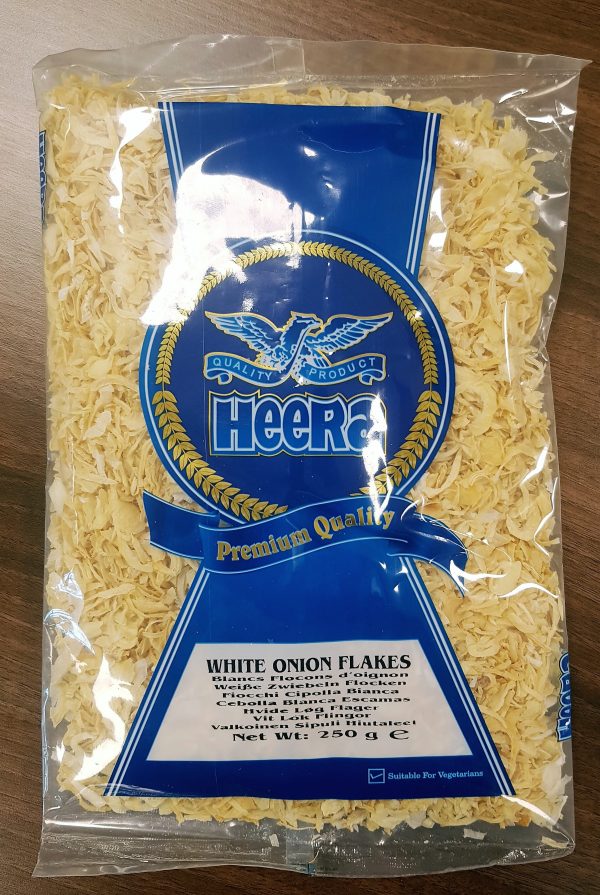 QUALITY PRODUCT
HeeRa
Premium Quality
WHITE ONION FLAKES
Blancs Flocons d'oignon
Weiße Zwiebeln Flocken
Fiocchi Cipolla Bianca
Cebolla Blanca Escamas
Hvide Løg Flager
Vit Lok Flingor
Valkoinen Sipuli Hiutaleet
Net Wt: 250 g ℮
Suitable For Vegetarians